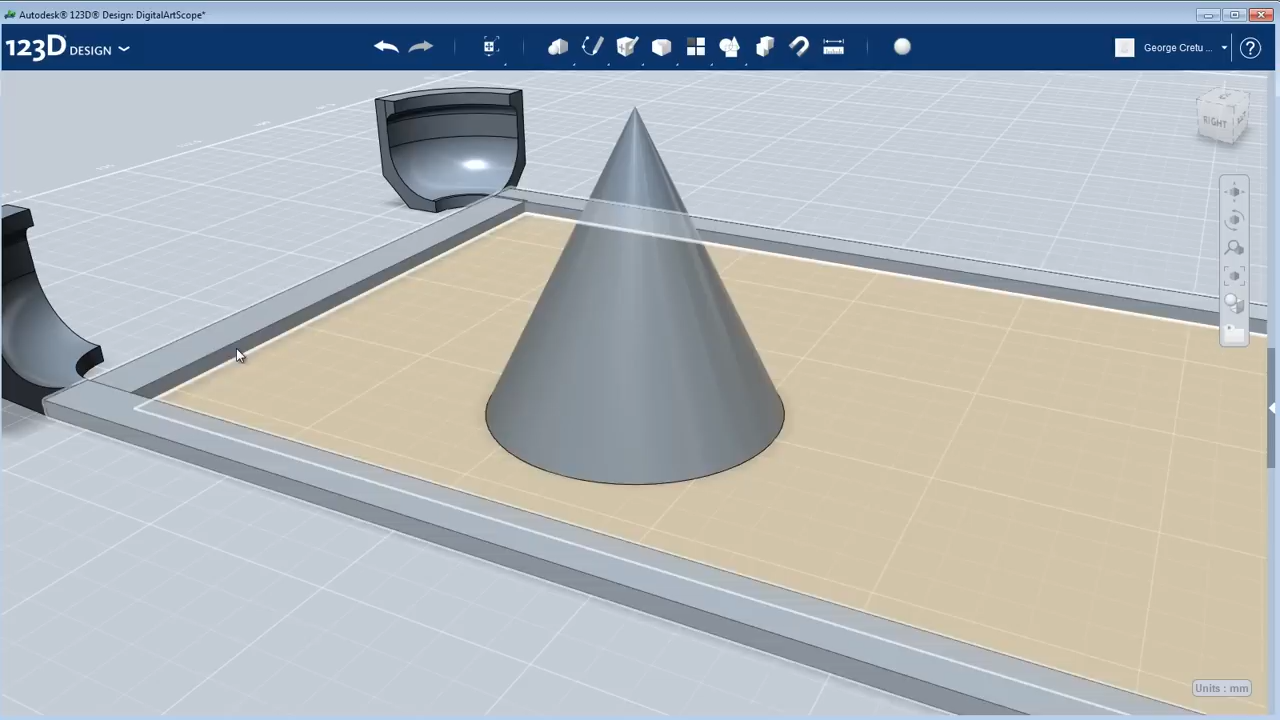 Autodesk® 123D® Design: DigitalArtScope*
123D DESIGN
George Cretu ...
RIGHT
Units : mm